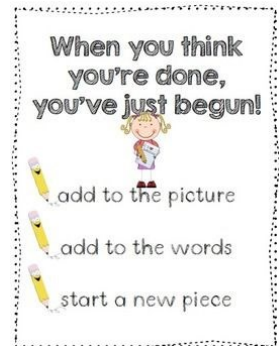 When you think
you're done,
you've just begun!
add to the picture
add to the words
start a new piece